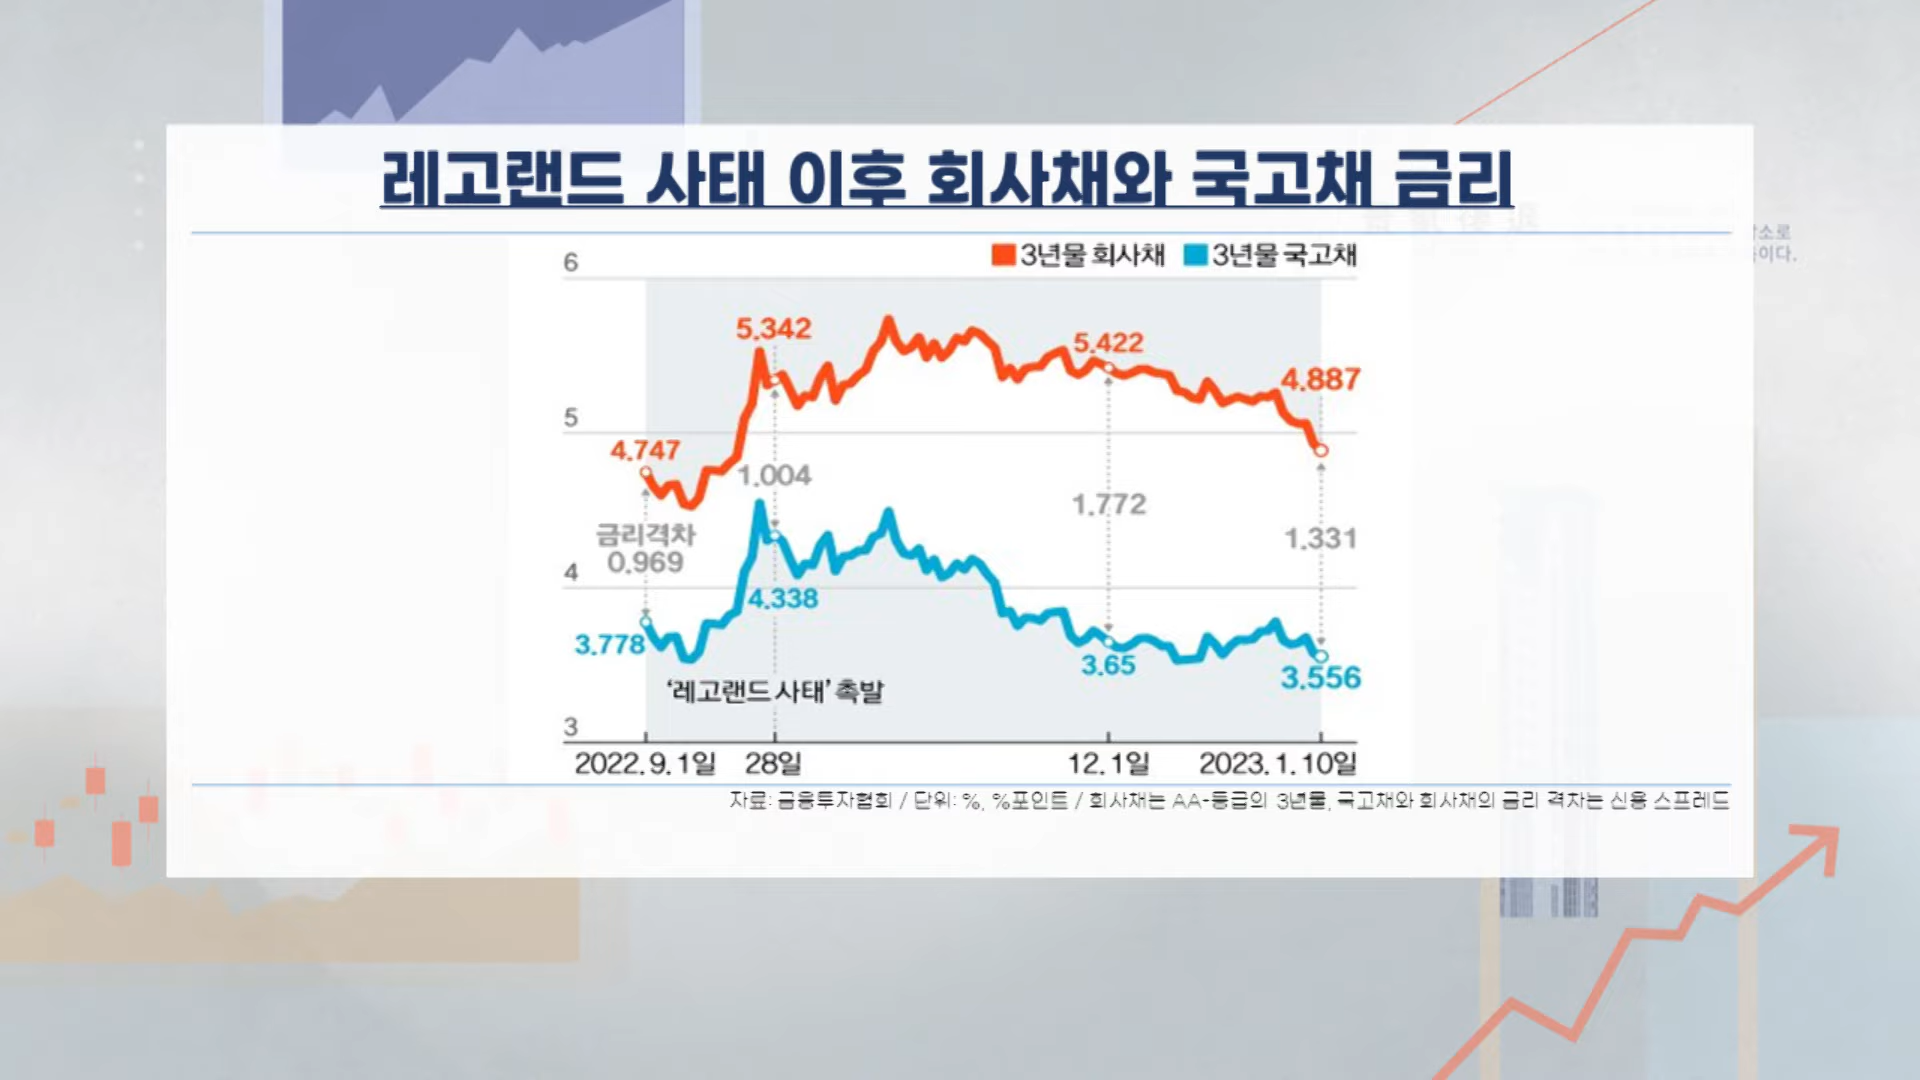 레고랜드 사태 이후 회사채와 국고채 금리
소로
이다.
3년물 회사채 3년물 국고채
6
5.342
5.422
4.887
5
4.747
1.004
1.772
금리격차
1.331
0.969
4
4.338
3.778
3.65
3.556
‘레고랜드 사태’ 촉발
3
2022.9.1일 28일 12.1일 2023.1.10일
자료: 금융투자협회 / 단위: %, %포인트 / 회사채는 AA-등급의 3년물, 국고채와 회사채의 금리 격차는 신용 스프레드